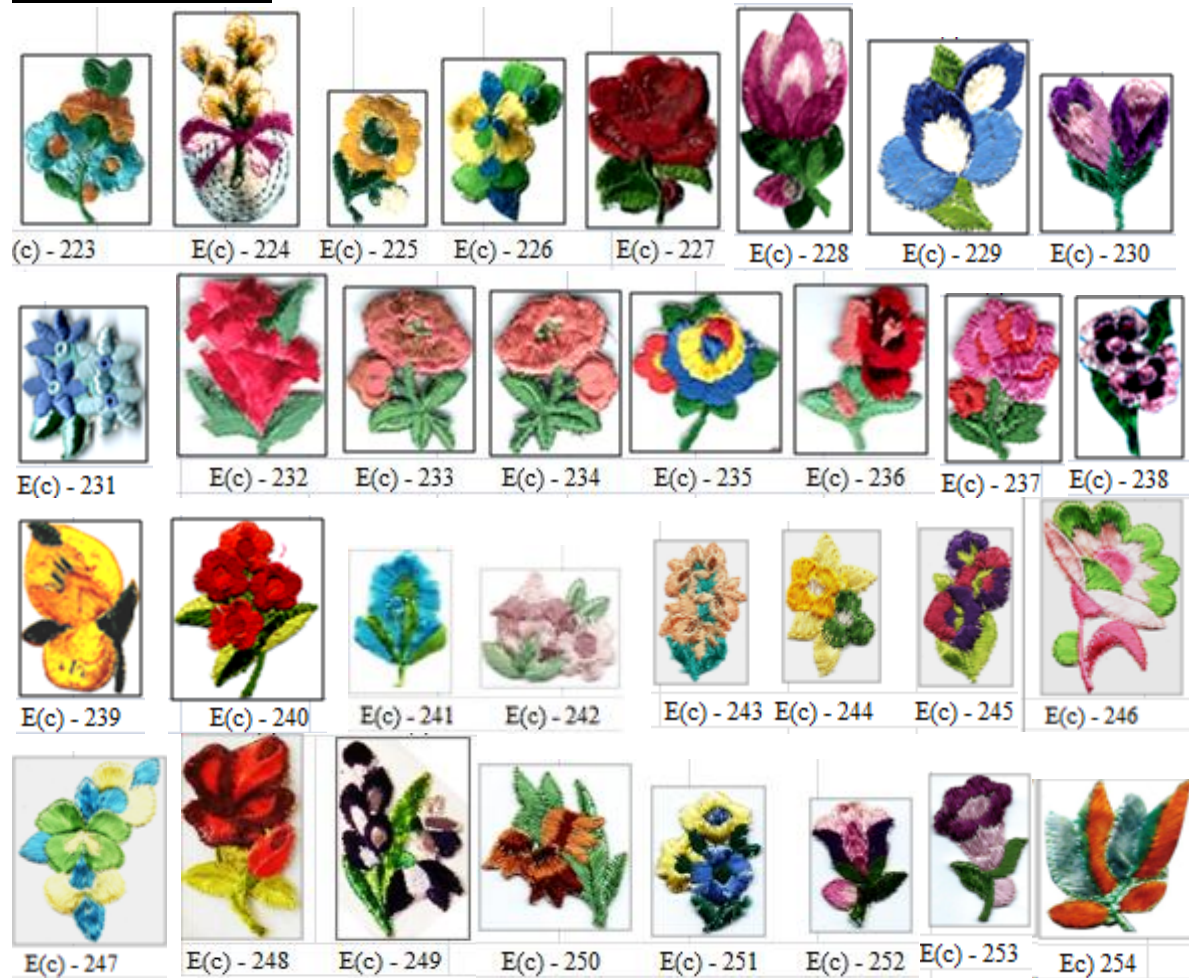 (c) - 223 E(c) - 224 E(c) - 225 E(c) - 226 E(c) - 227 E(c) - 228 E(c) - 229 E(c) - 230
E(c) - 231 E(c) - 232 E(c) - 233 E(c) - 234 E(c) - 235 E(c) - 236 E(c) - 237 E(c) - 238
E(c) - 239 E(c) - 240 E(c) - 241 E(c) - 242 E(c) - 243 E(c) - 244 E(c) - 245 E(c) - 246
E(c) - 247 E(c) - 248 E(c) - 249 E(c) - 250 E(c) - 251 E(c) - 252 E(c) - 253 E(c) 254